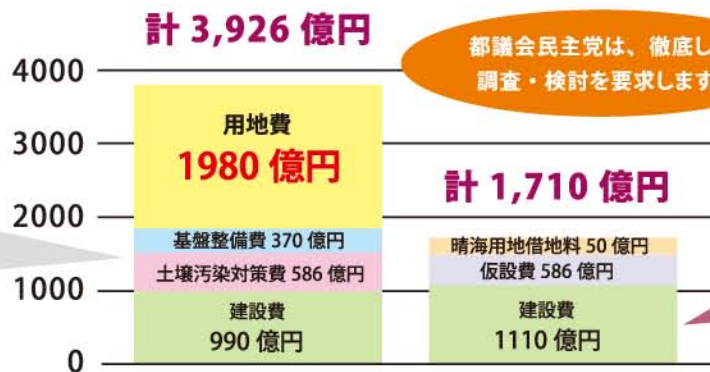 計 3,926 億円
都議会民主党は、徹底し
調査・検討を要求します
4000
3000
2000
1000
0
用地費
1980 億円
基盤整備費 370 億円
土壌汚染対策費 586 億円
建設費
990 億円
計 1,710 億円
晴海用地借地料 50 億円
仮設費 586 億円
建設費
1110 億円